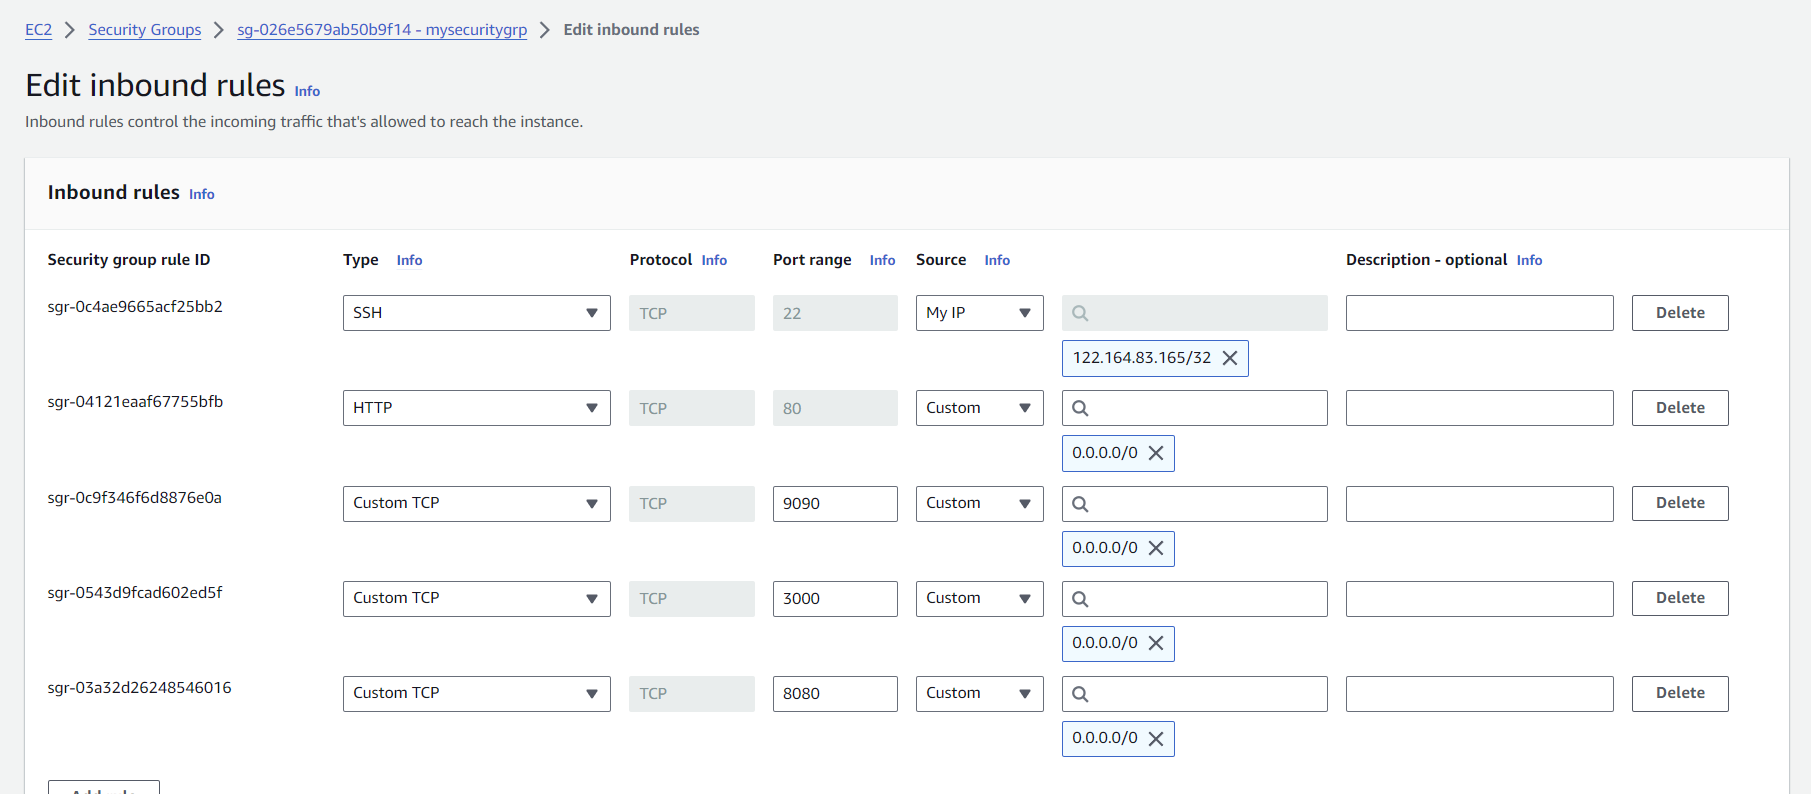 EC2 > Security Groups > sg-026e5679ab50b9f14 - mysecuritygrp > Edit inbound rules
Edit inbound rules Info
Inbound rules control the incoming traffic that's allowed to reach the instance.
Inbound rules Info
Security group rule ID Type Info Protocol Info Port range Info Source Info Description - optional Info
sgr-0c4ae9665acf25bb2 SSH TCP 22 My IP Delete
122.164.83.165/32
sgr-04121eaaf67755bfb HTTP TCP 80 Custom Delete
0.0.0.0/0
sgr-0c9f346f6d8876e0a Custom TCP TCP 9090 Custom Delete
0.0.0.0/0
sgr-0543d9fcad602ed5f Custom TCP TCP 3000 Custom Delete
0.0.0.0/0
sgr-03a32d26248546016 Custom TCP TCP 8080 Custom Delete
0.0.0.0/0